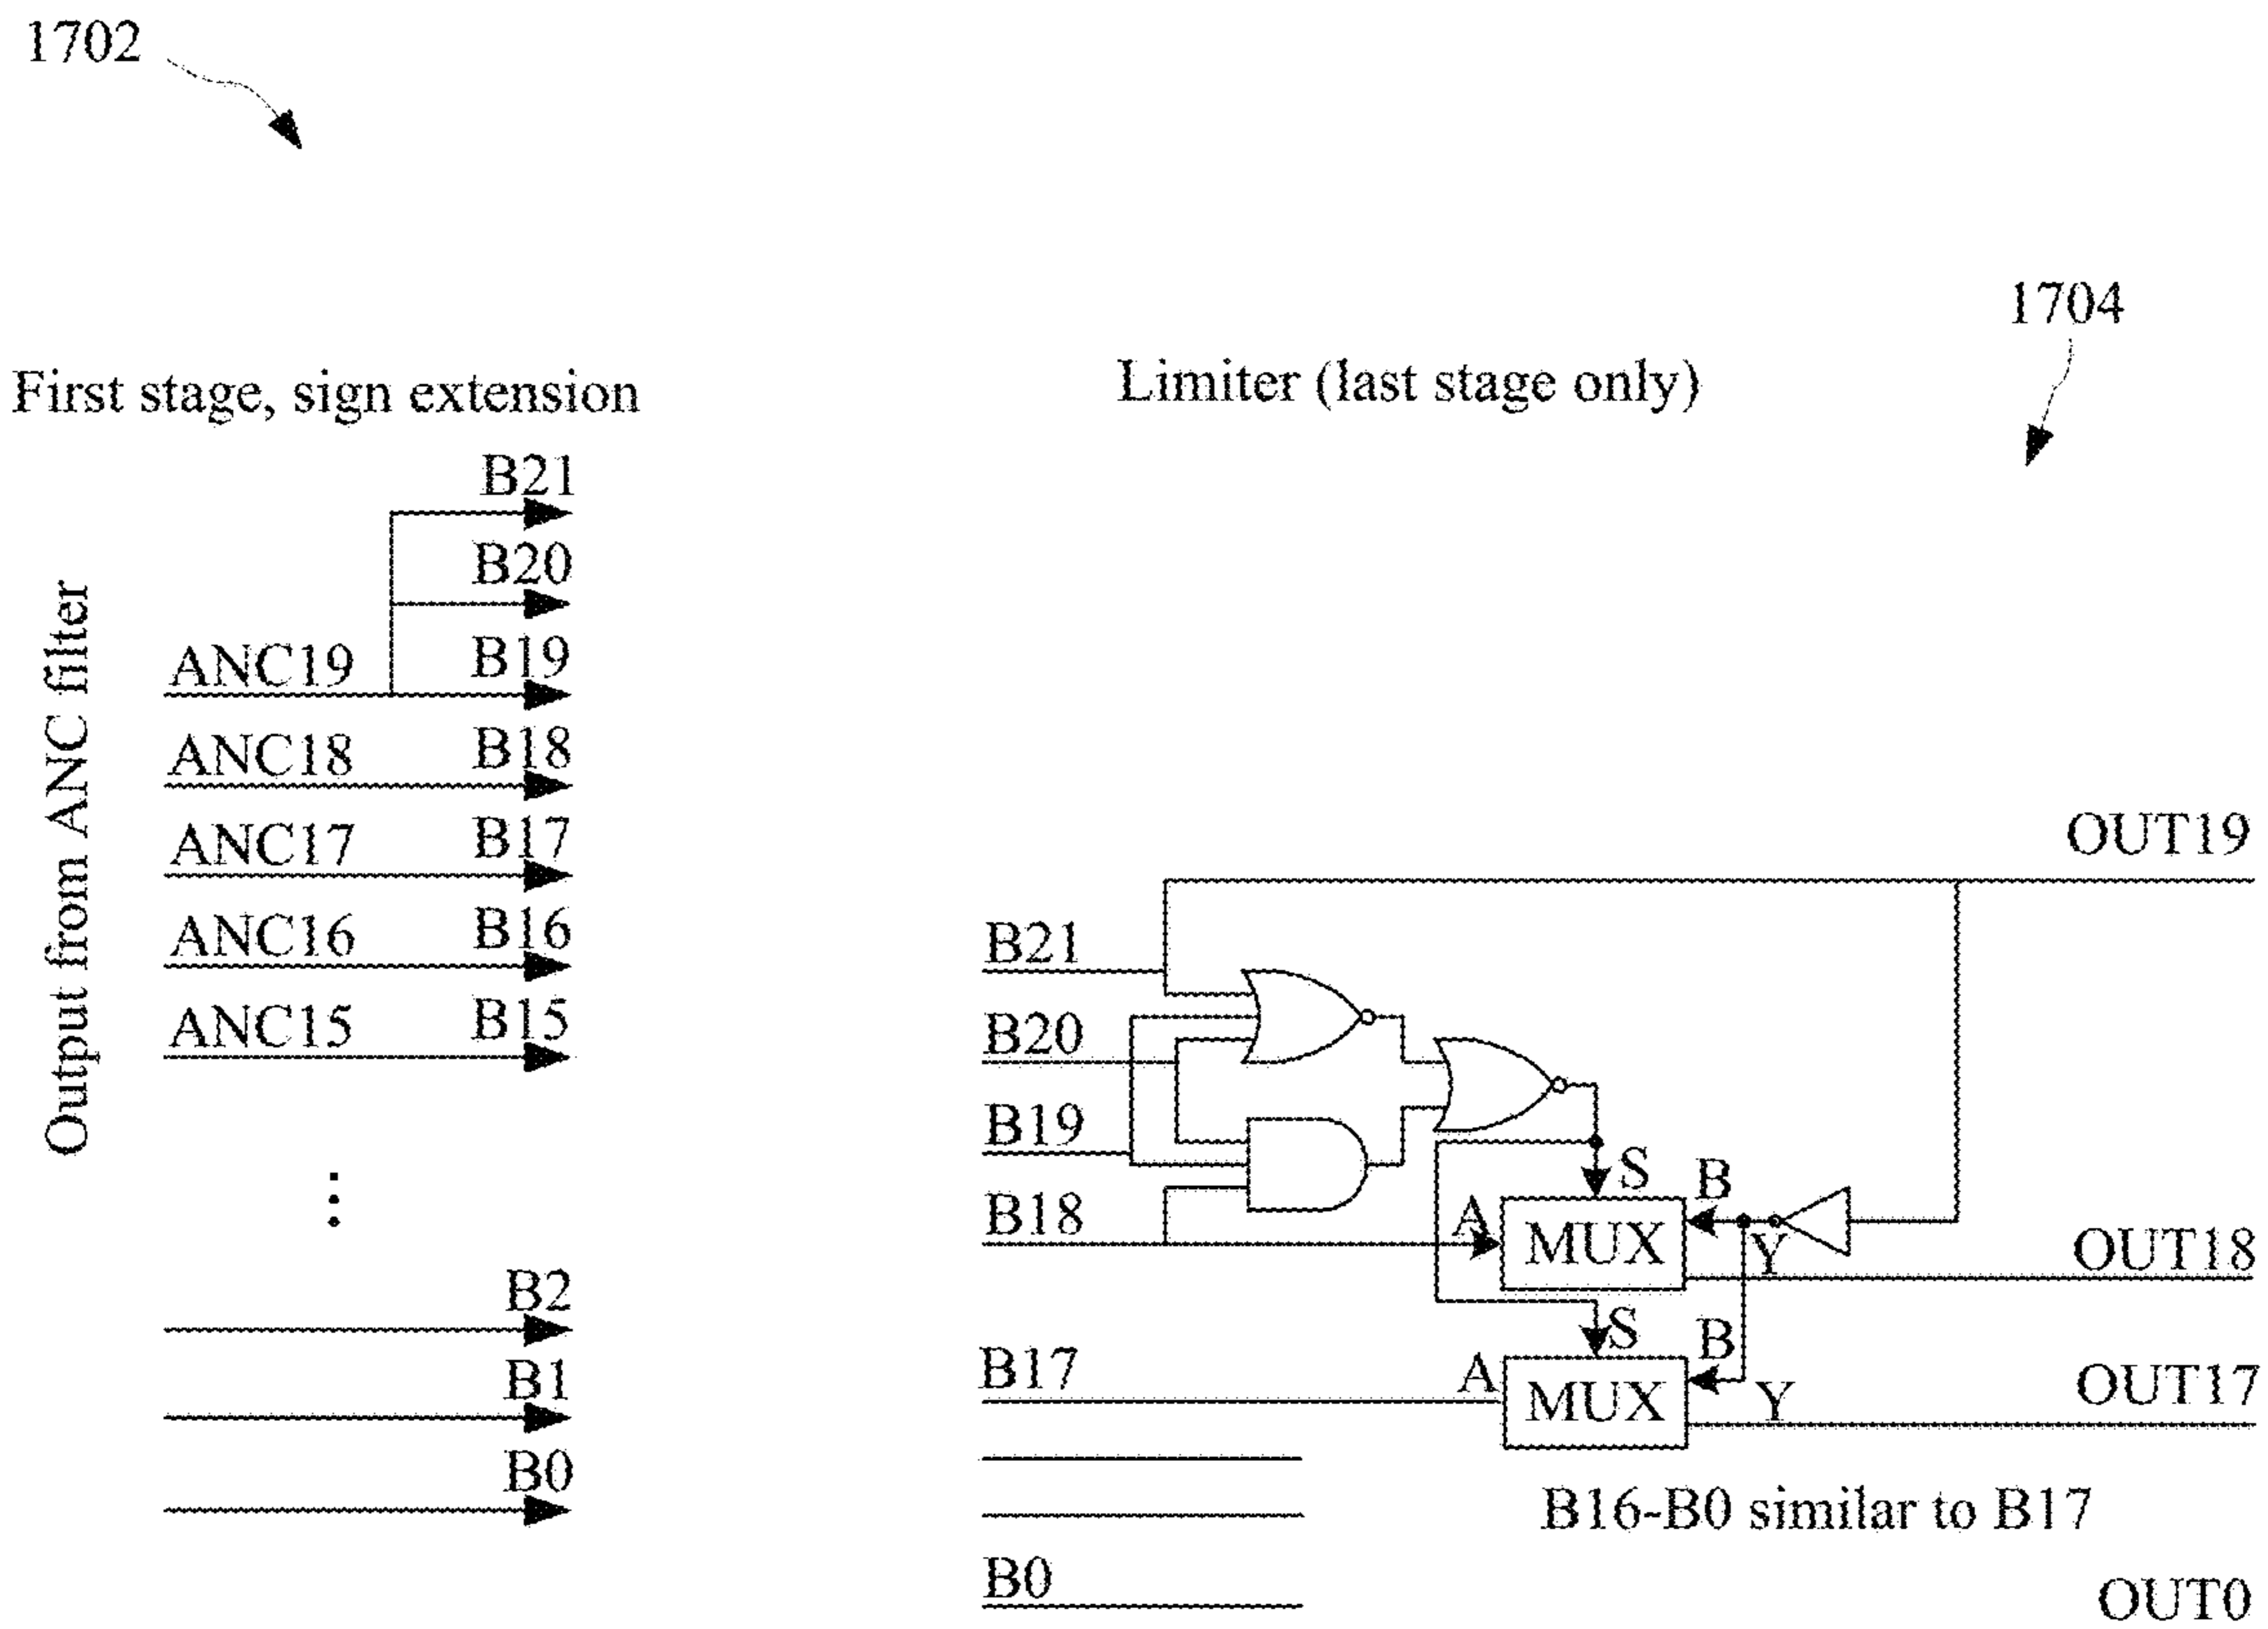 1702
1704
First stage, sign extension
Limiter (last stage only)
Output from ANC filter
B21
B20
ANC19 B19
ANC18 B18
ANC17 B17
ANC16 B16
ANC15 B15
B2
B1
B0
OUT19
B21
B20
B19
B18
S
A
MUX
B
Y
OUT18
B17
S
A
MUX
B
Y
OUT17
B16-B0 similar to B17
B0
OUT0